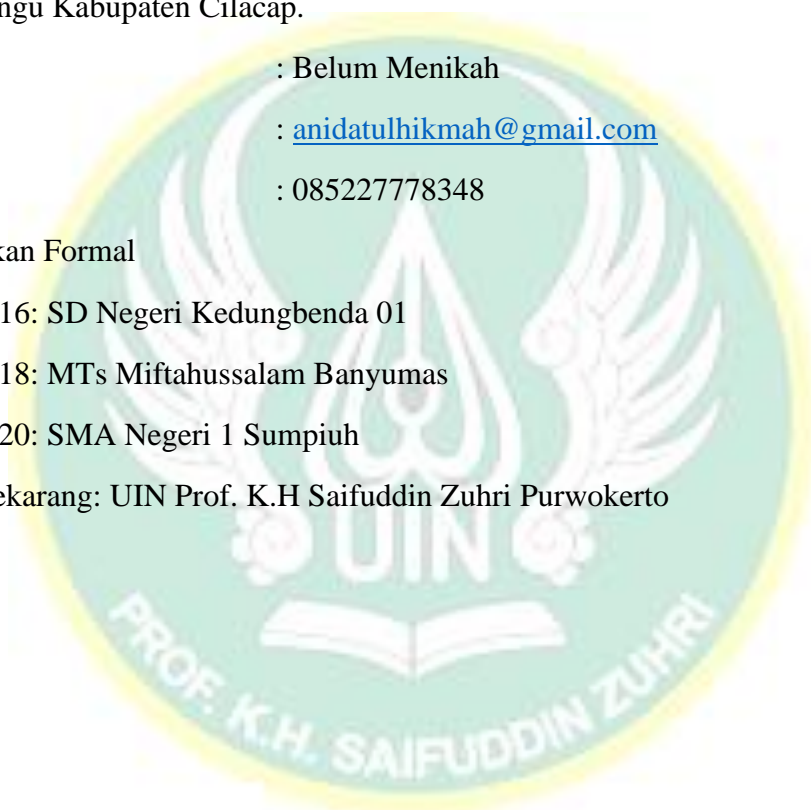 ngu Kabupaten Cilacap.
: Belum Menikah
: anidatulhikmah@gmail.com
: 085227778348
kan Formal
16: SD Negeri Kedungbenda 01
18: MTs Miftahussalam Banyumas
20: SMA Negeri 1 Sumpiuh
ekarang: UIN Prof. K.H Saifuddin Zuhri Purwokerto
UIN
PROF. K.H. SAIFUDDIN ZUHRI